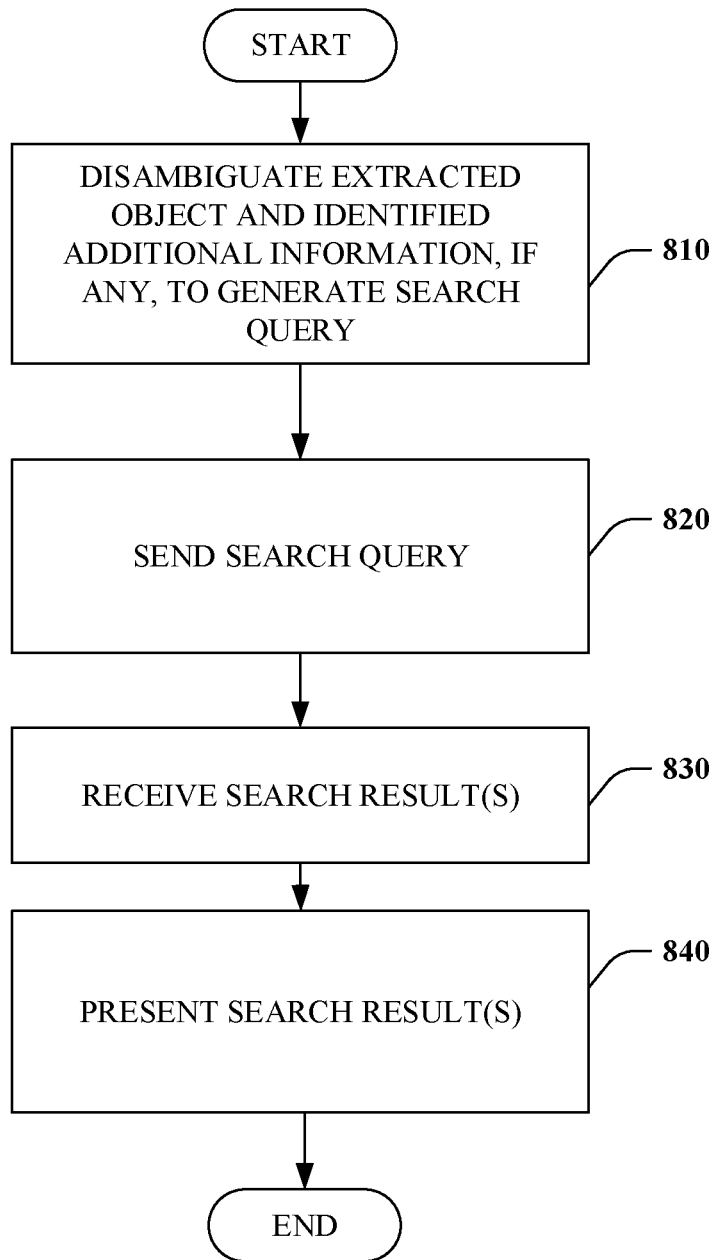 START
DISAMBIGUATE EXTRACTED
OBJECT AND IDENTIFIED
ADDITIONAL INFORMATION, IF
ANY, TO GENERATE SEARCH
QUERY
810
SEND SEARCH QUERY
820
RECEIVE SEARCH RESULT(S)
830
PRESENT SEARCH RESULT(S)
840
END